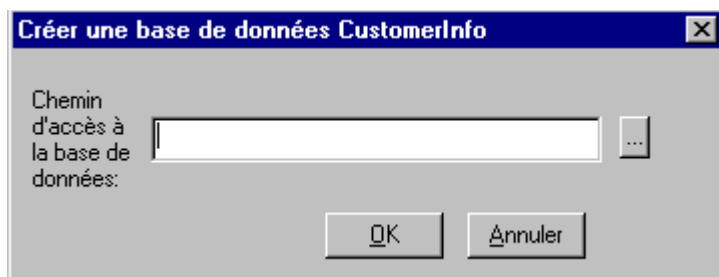 Créer une base de données CustomerInfo
Chemin
d'accès à
la base de
données:
...
OK
Annuler